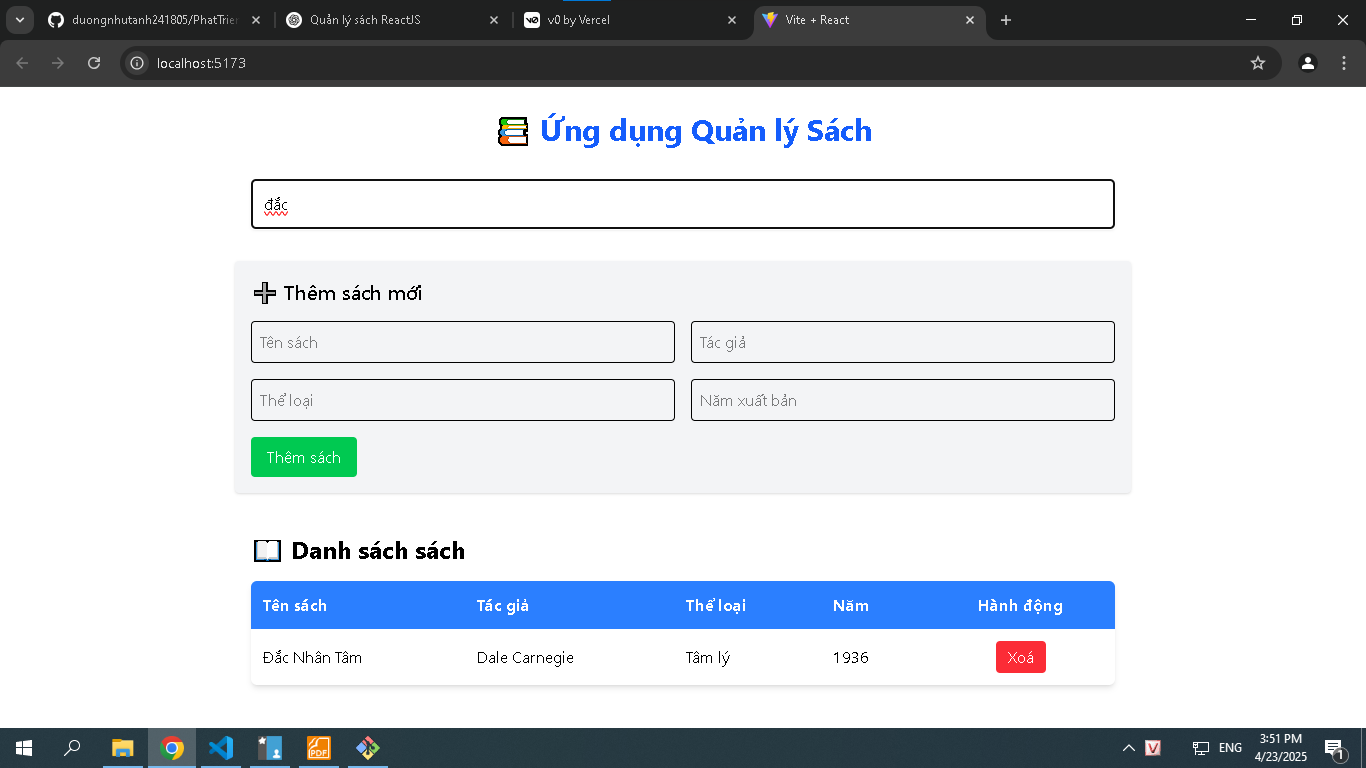 duongnhutanh241805/PhatTrien
Quản lý sách ReactJS
v0 by Vercel
Vite + React
localhost:5173
Ứng dụng Quản lý Sách
đắc
Thêm sách mới
Tên sách
Tác giả
Thể loại
Năm xuất bản
Thêm sách
Danh sách sách
Tên sách Tác giả Thể loại Năm Hành động
Đắc Nhân Tâm Dale Carnegie Tâm lý 1936 Xoá
PDF
V
ENG
3:51 PM
4/23/2025
1